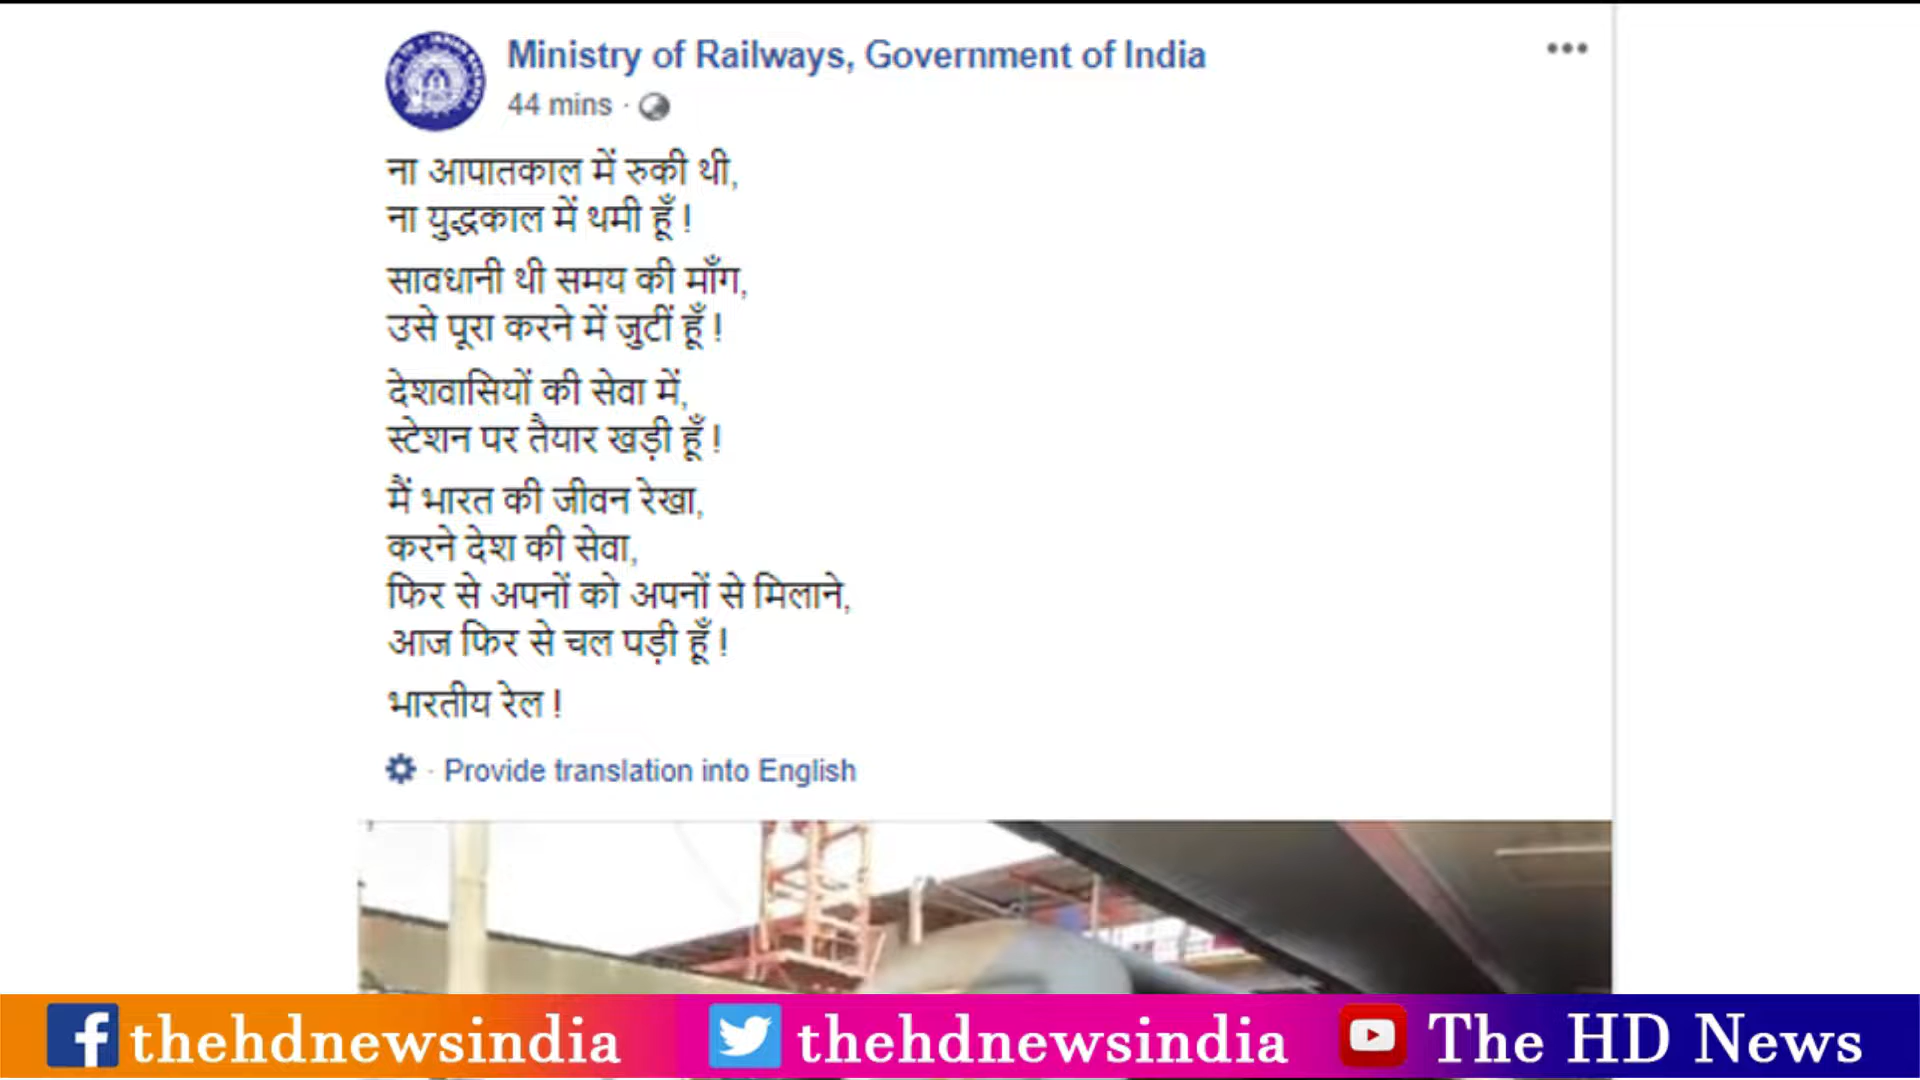 Ministry of Railways, Government of India
44 mins ·
ना आपातकाल में रुकी थी,
ना युद्धकाल में थमी हूँ !
सावधानी थी समय की माँग,
उसे पूरा करने में जुटीं हूँ !
देशवासियों की सेवा में,
स्टेशन पर तैयार खड़ी हूँ !
मैं भारत की जीवन रेखा,
करने देश की सेवा,
फिर से अपनों को अपनों से मिलाने,
आज फिर से चल पड़ी हूँ !
भारतीय रेल !
· Provide translation into English
thehdnewsindia thehdnewsindia The HD News